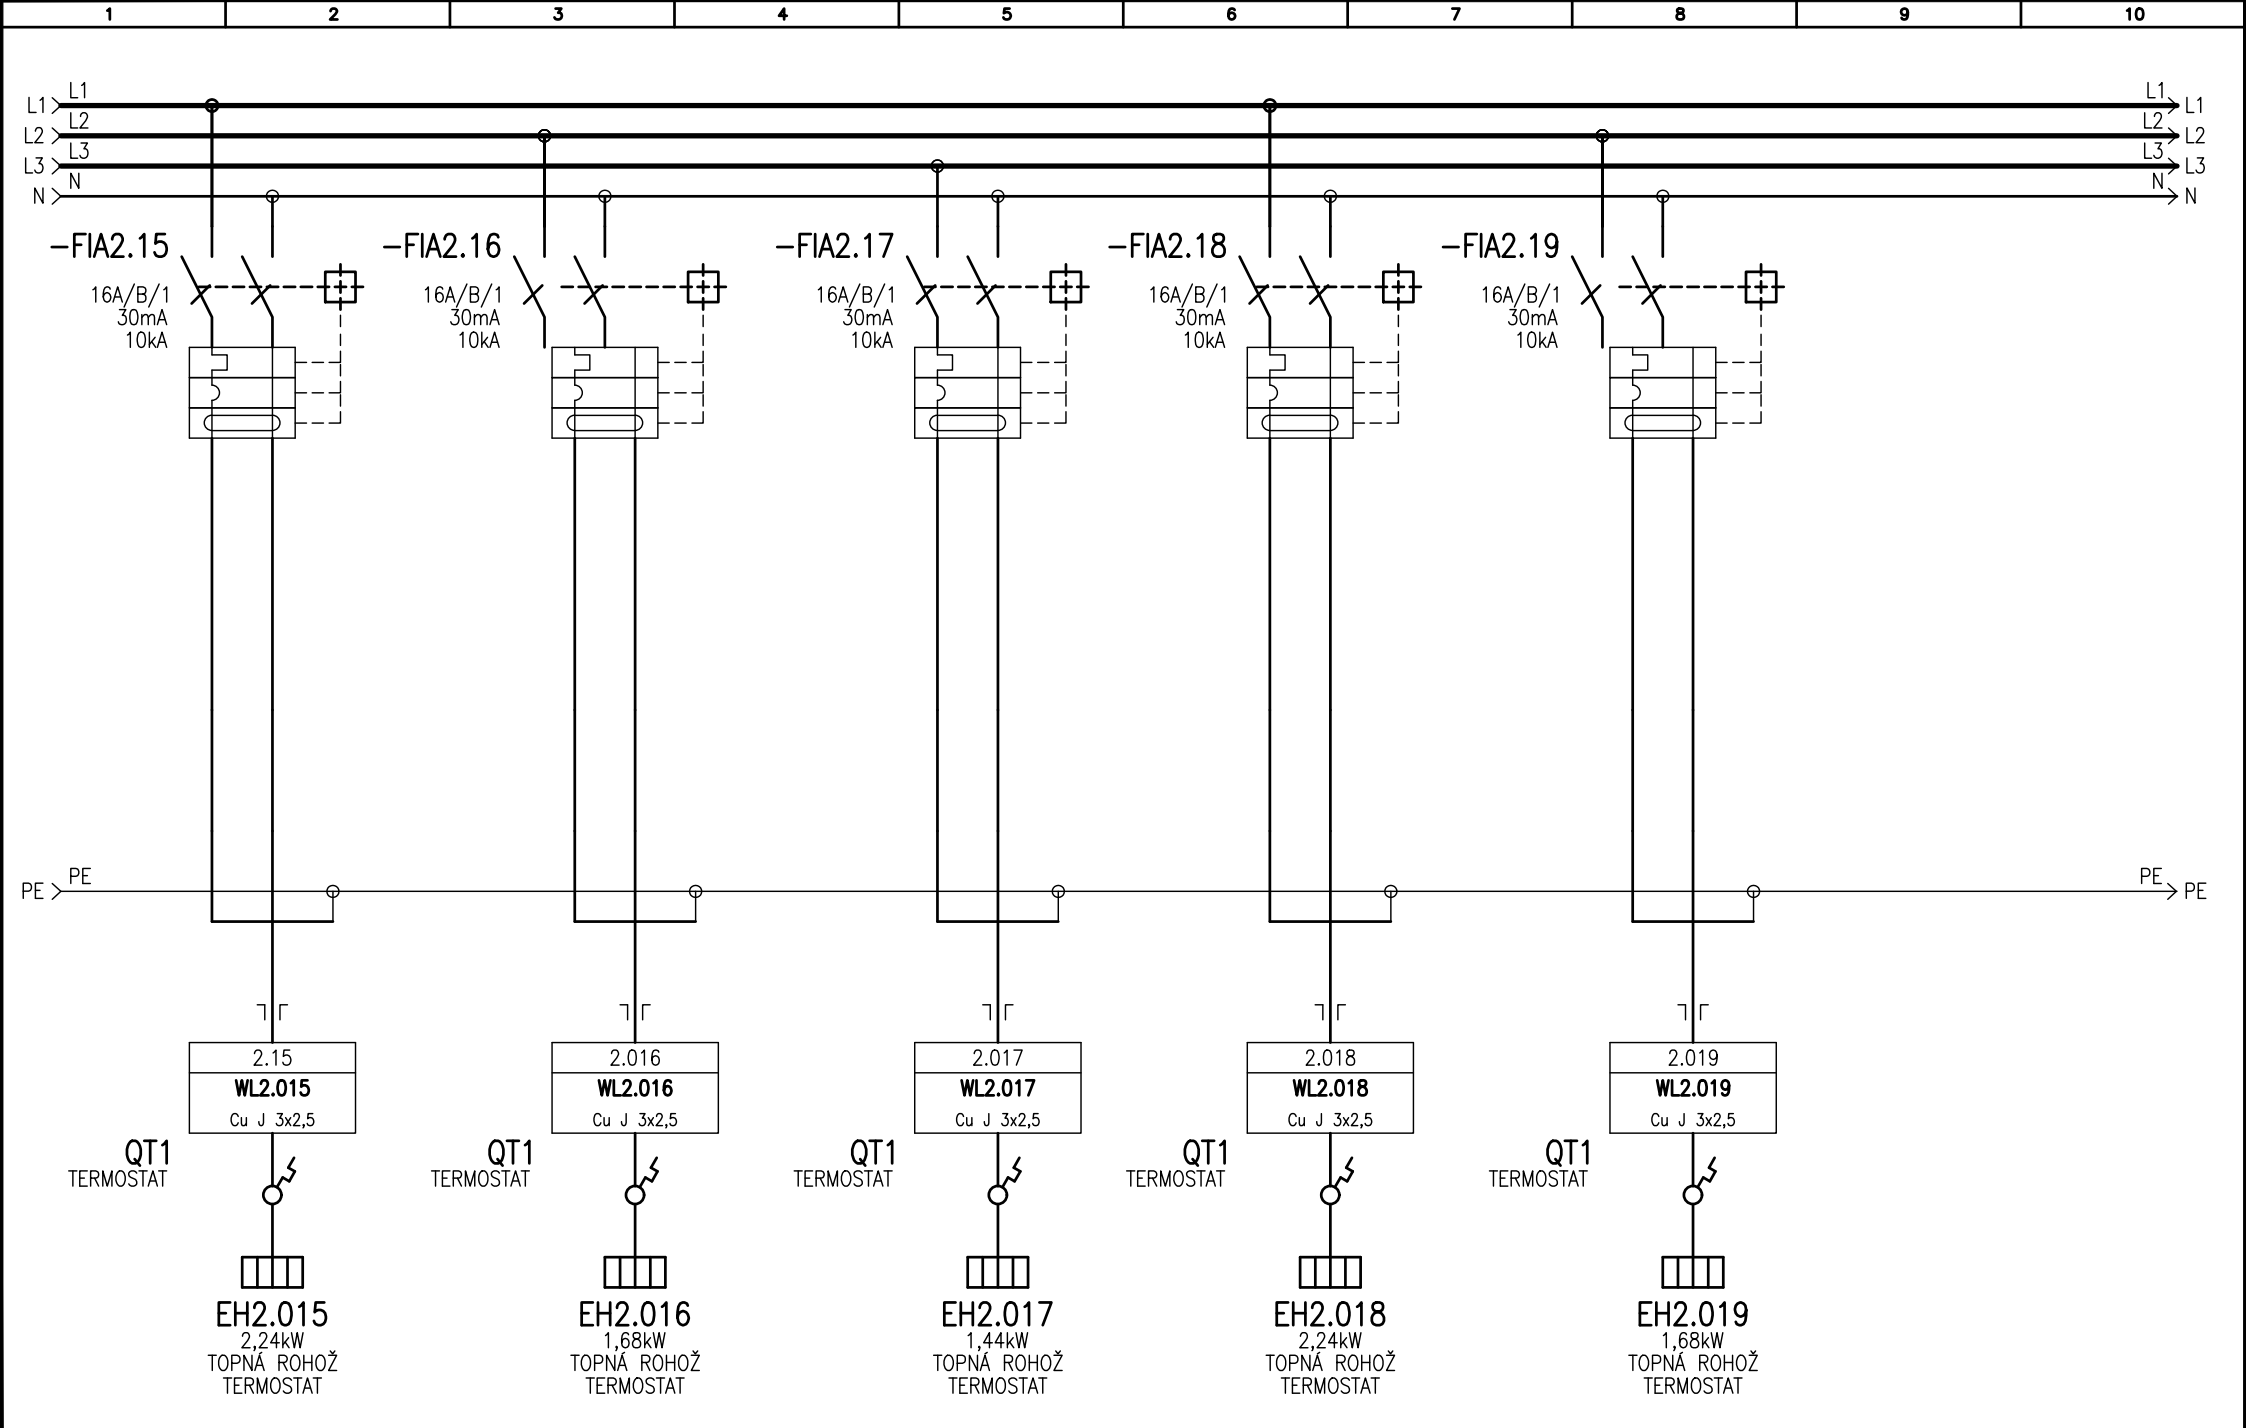 1 2 3 4 5 6 7 8 9 10
L1 L1 L1 L1
L2 L2 L2 L2
L3 L3 L3 L3
N N N N
-FIA2.15 -FIA2.16 -FIA2.17 -FIA2.18 -FIA2.19
16A/B/1 16A/B/1 16A/B/1 16A/B/1 16A/B/1
30mA 30mA 30mA 30mA 30mA
10kA 10kA 10kA 10kA 10kA
PE PE PE PE
2.15 2.016 2.017 2.018 2.019
WL2.015 WL2.016 WL2.017 WL2.018 WL2.019
Cu J 3x2,5 Cu J 3x2,5 Cu J 3x2,5 Cu J 3x2,5 Cu J 3x2,5
QT1 QT1 QT1 QT1 QT1
TERMOSTAT TERMOSTAT TERMOSTAT TERMOSTAT TERMOSTAT
EH2.015 EH2.016 EH2.017 EH2.018 EH2.019
2,24kW 1,68kW 1,44kW 2,24kW 1,68kW
TOPNÁ ROHOŽ TOPNÁ ROHOŽ TOPNÁ ROHOŽ TOPNÁ ROHOŽ TOPNÁ ROHOŽ
TERMOSTAT TERMOSTAT TERMOSTAT TERMOSTAT TERMOSTAT